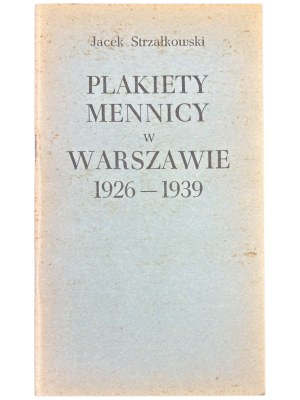 Jacek Strzałkowski
PLAKIETY
MENNICY
w
WARSZAWIE
1926 — 1939